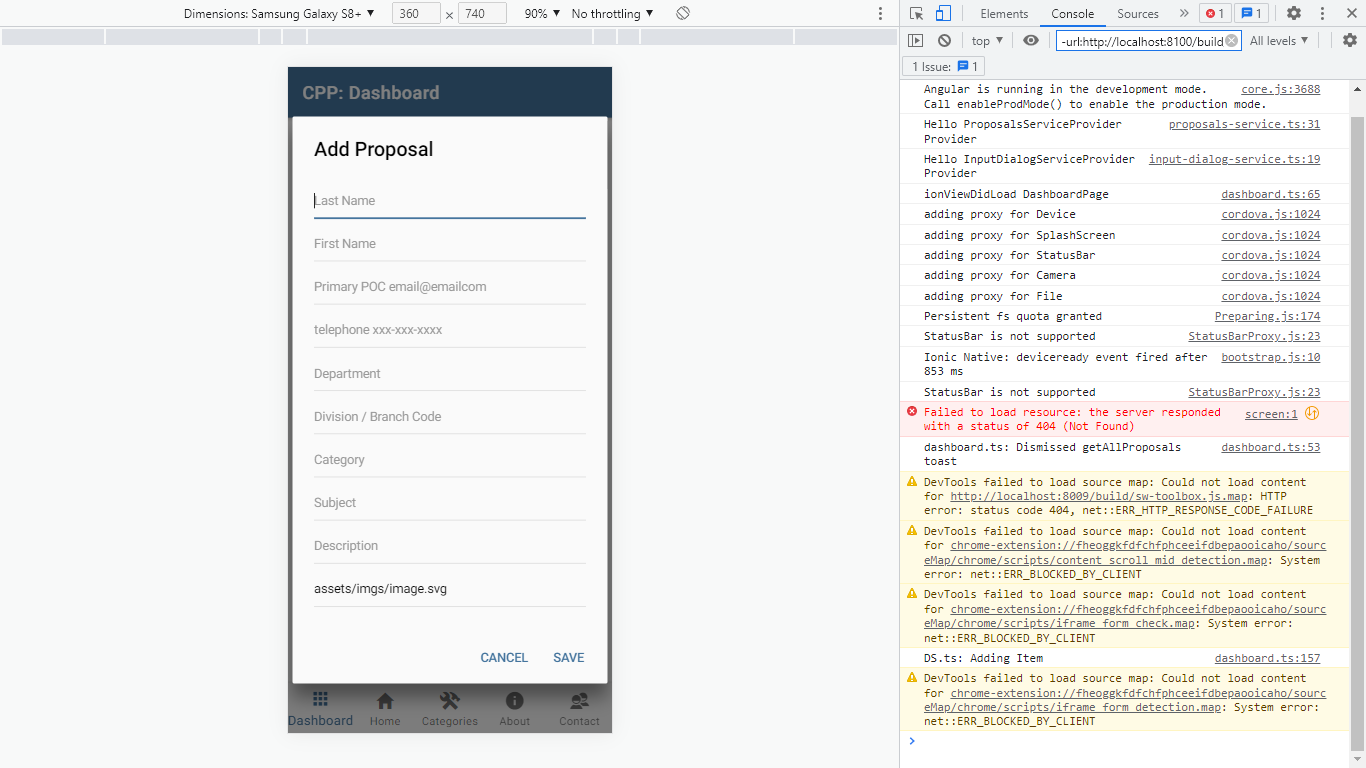 Dimensions: Samsung Galaxy S8+ ▼ 360 × 740 90% ▼ No throttling ▼
Elements Console Sources » 1 1
top ▼ -url:http://localhost:8100/build All levels ▼
1 Issue: 1
CPP: Dashboard
Add Proposal
Last Name
First Name
Primary POC email@emailcom
telephone xxx-xxx-xxxx
Department
Division / Branch Code
Category
Subject
Description
assets/imgs/image.svg
CANCEL SAVE
Dashboard Home Categories About Contact
Angular is running in the development mode. core.js:3688
Call enableProdMode() to enable the production mode.
Hello ProposalsServiceProvider proposals-service.ts:31
Provider
Hello InputDialogServiceProvider input-dialog-service.ts:19
Provider
ionViewDidLoad DashboardPage dashboard.ts:65
adding proxy for Device cordova.js:1024
adding proxy for SplashScreen cordova.js:1024
adding proxy for StatusBar cordova.js:1024
adding proxy for Camera cordova.js:1024
adding proxy for File cordova.js:1024
Persistent fs quota granted Preparing.js:174
StatusBar is not supported StatusBarProxy.js:23
Ionic Native: deviceready event fired after bootstrap.js:10
853 ms
StatusBar is not supported StatusBarProxy.js:23
Failed to load resource: the server responded screen:1
with a status of 404 (Not Found)
dashboard.ts: Dismissed getAllProposals dashboard.ts:53
toast
DevTools failed to load source map: Could not load content
for http://localhost:8009/build/sw-toolbox.js.map: HTTP
error: status code 404, net::ERR_HTTP_RESPONSE_CODE_FAILURE
DevTools failed to load source map: Could not load content
for chrome-extension://fheoggkfdfchfphceeifdbepaooicaho/sourc
eMap/chrome/scripts/content_scroll_mid_detection.map: System
error: net::ERR_BLOCKED_BY_CLIENT
DevTools failed to load source map: Could not load content
for chrome-extension://fheoggkfdfchfphceeifdbepaooicaho/sourc
eMap/chrome/scripts/iframe_form_check.map: System error:
net::ERR_BLOCKED_BY_CLIENT
DS.ts: Adding Item dashboard.ts:157
DevTools failed to load source map: Could not load content
for chrome-extension://fheoggkfdfchfphceeifdbepaooicaho/sourc
eMap/chrome/scripts/iframe_form_detection.map: System error:
net::ERR_BLOCKED_BY_CLIENT